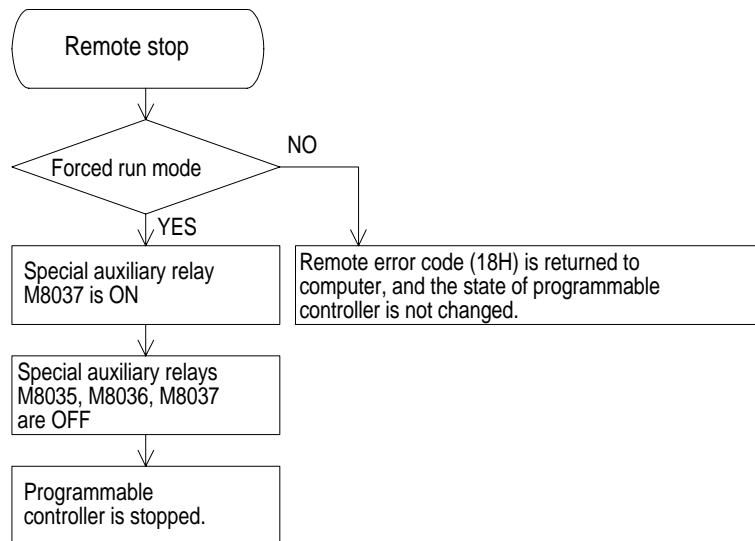 Remote stop
Forced run mode
NO
YES
Special auxiliary relay
M8037 is ON
Remote error code (18H) is returned to
computer, and the state of programmable
controller is not changed.
Special auxiliary relays
M8035, M8036, M8037
are OFF
Programmable
controller is stopped.